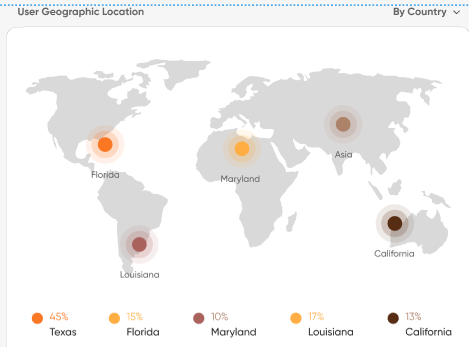 User Geographic Location
By Country
Florida
Maryland
Asia
Louisiana
California
45%
Texas
15%
Florida
10%
Maryland
17%
Louisiana
13%
California